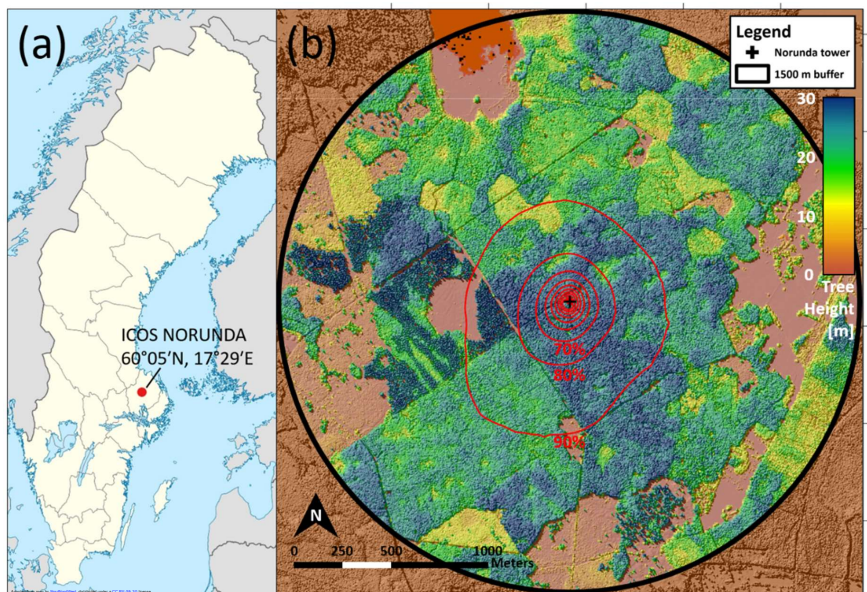 (a)
ICOS NORUNDA
60°05'N, 17°29'E
(b)
Legend
Norunda tower
1500 m buffer
30
20
10
0
Tree
Height
[m]
70%
80%
90%
N
0 250 500 1000
Meters